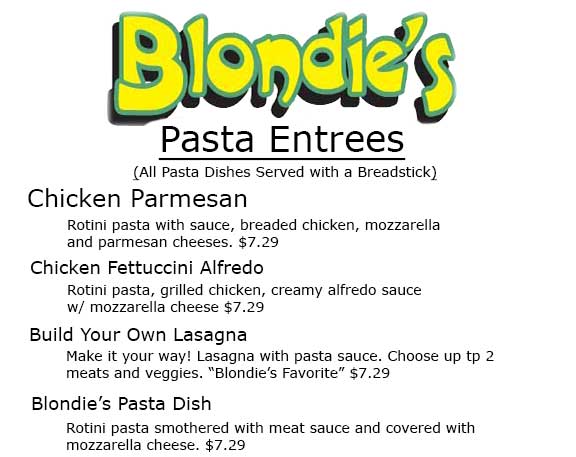 Blondie's
Pasta Entrees
(All Pasta Dishes Served with a Breadstick)
Chicken Parmesan
Rotini pasta with sauce, breaded chicken, mozzarella
and parmesan cheeses. $7.29
Chicken Fettuccini Alfredo
Rotini pasta, grilled chicken, creamy alfredo sauce
w/ mozzarella cheese $7.29
Build Your Own Lasagna
Make it your way! Lasagna with pasta sauce. Choose up tp 2
meats and veggies. “Blondie’s Favorite” $7.29
Blondie’s Pasta Dish
Rotini pasta smothered with meat sauce and covered with
mozzarella cheese. $7.29